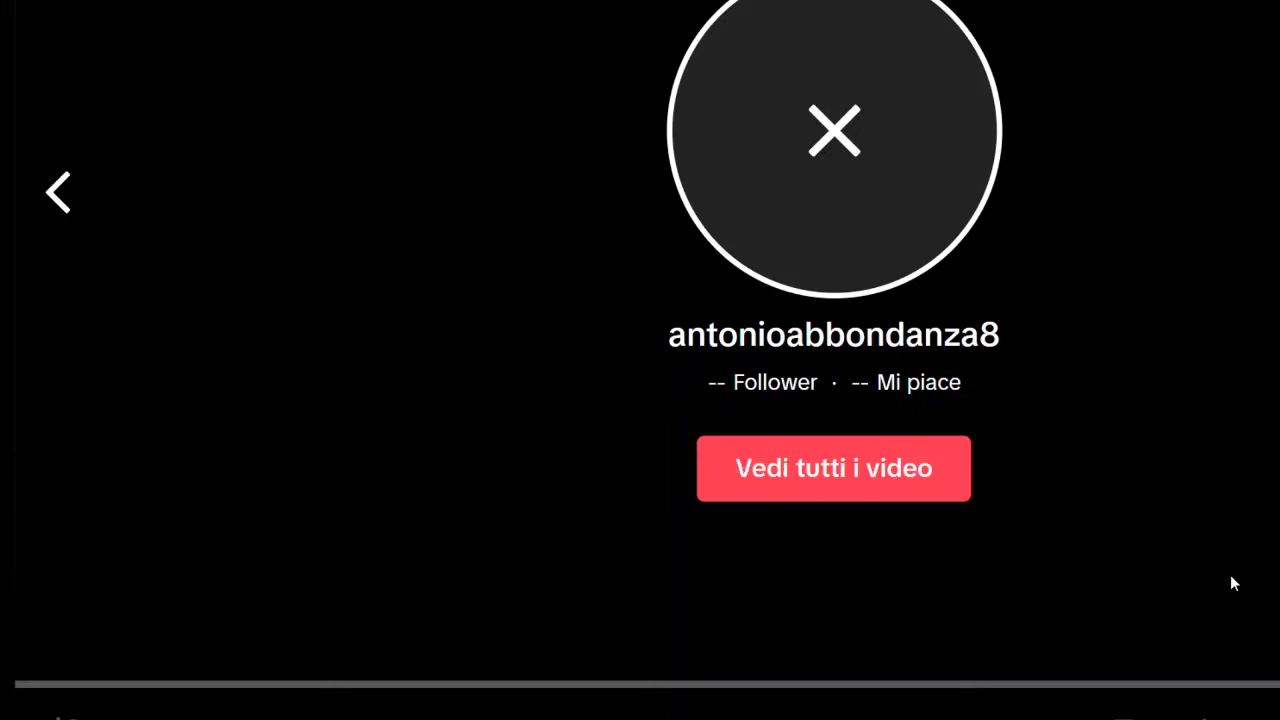 antonioabbondanza8
-- Follower · -- Mi piace
Vedi tutti i video